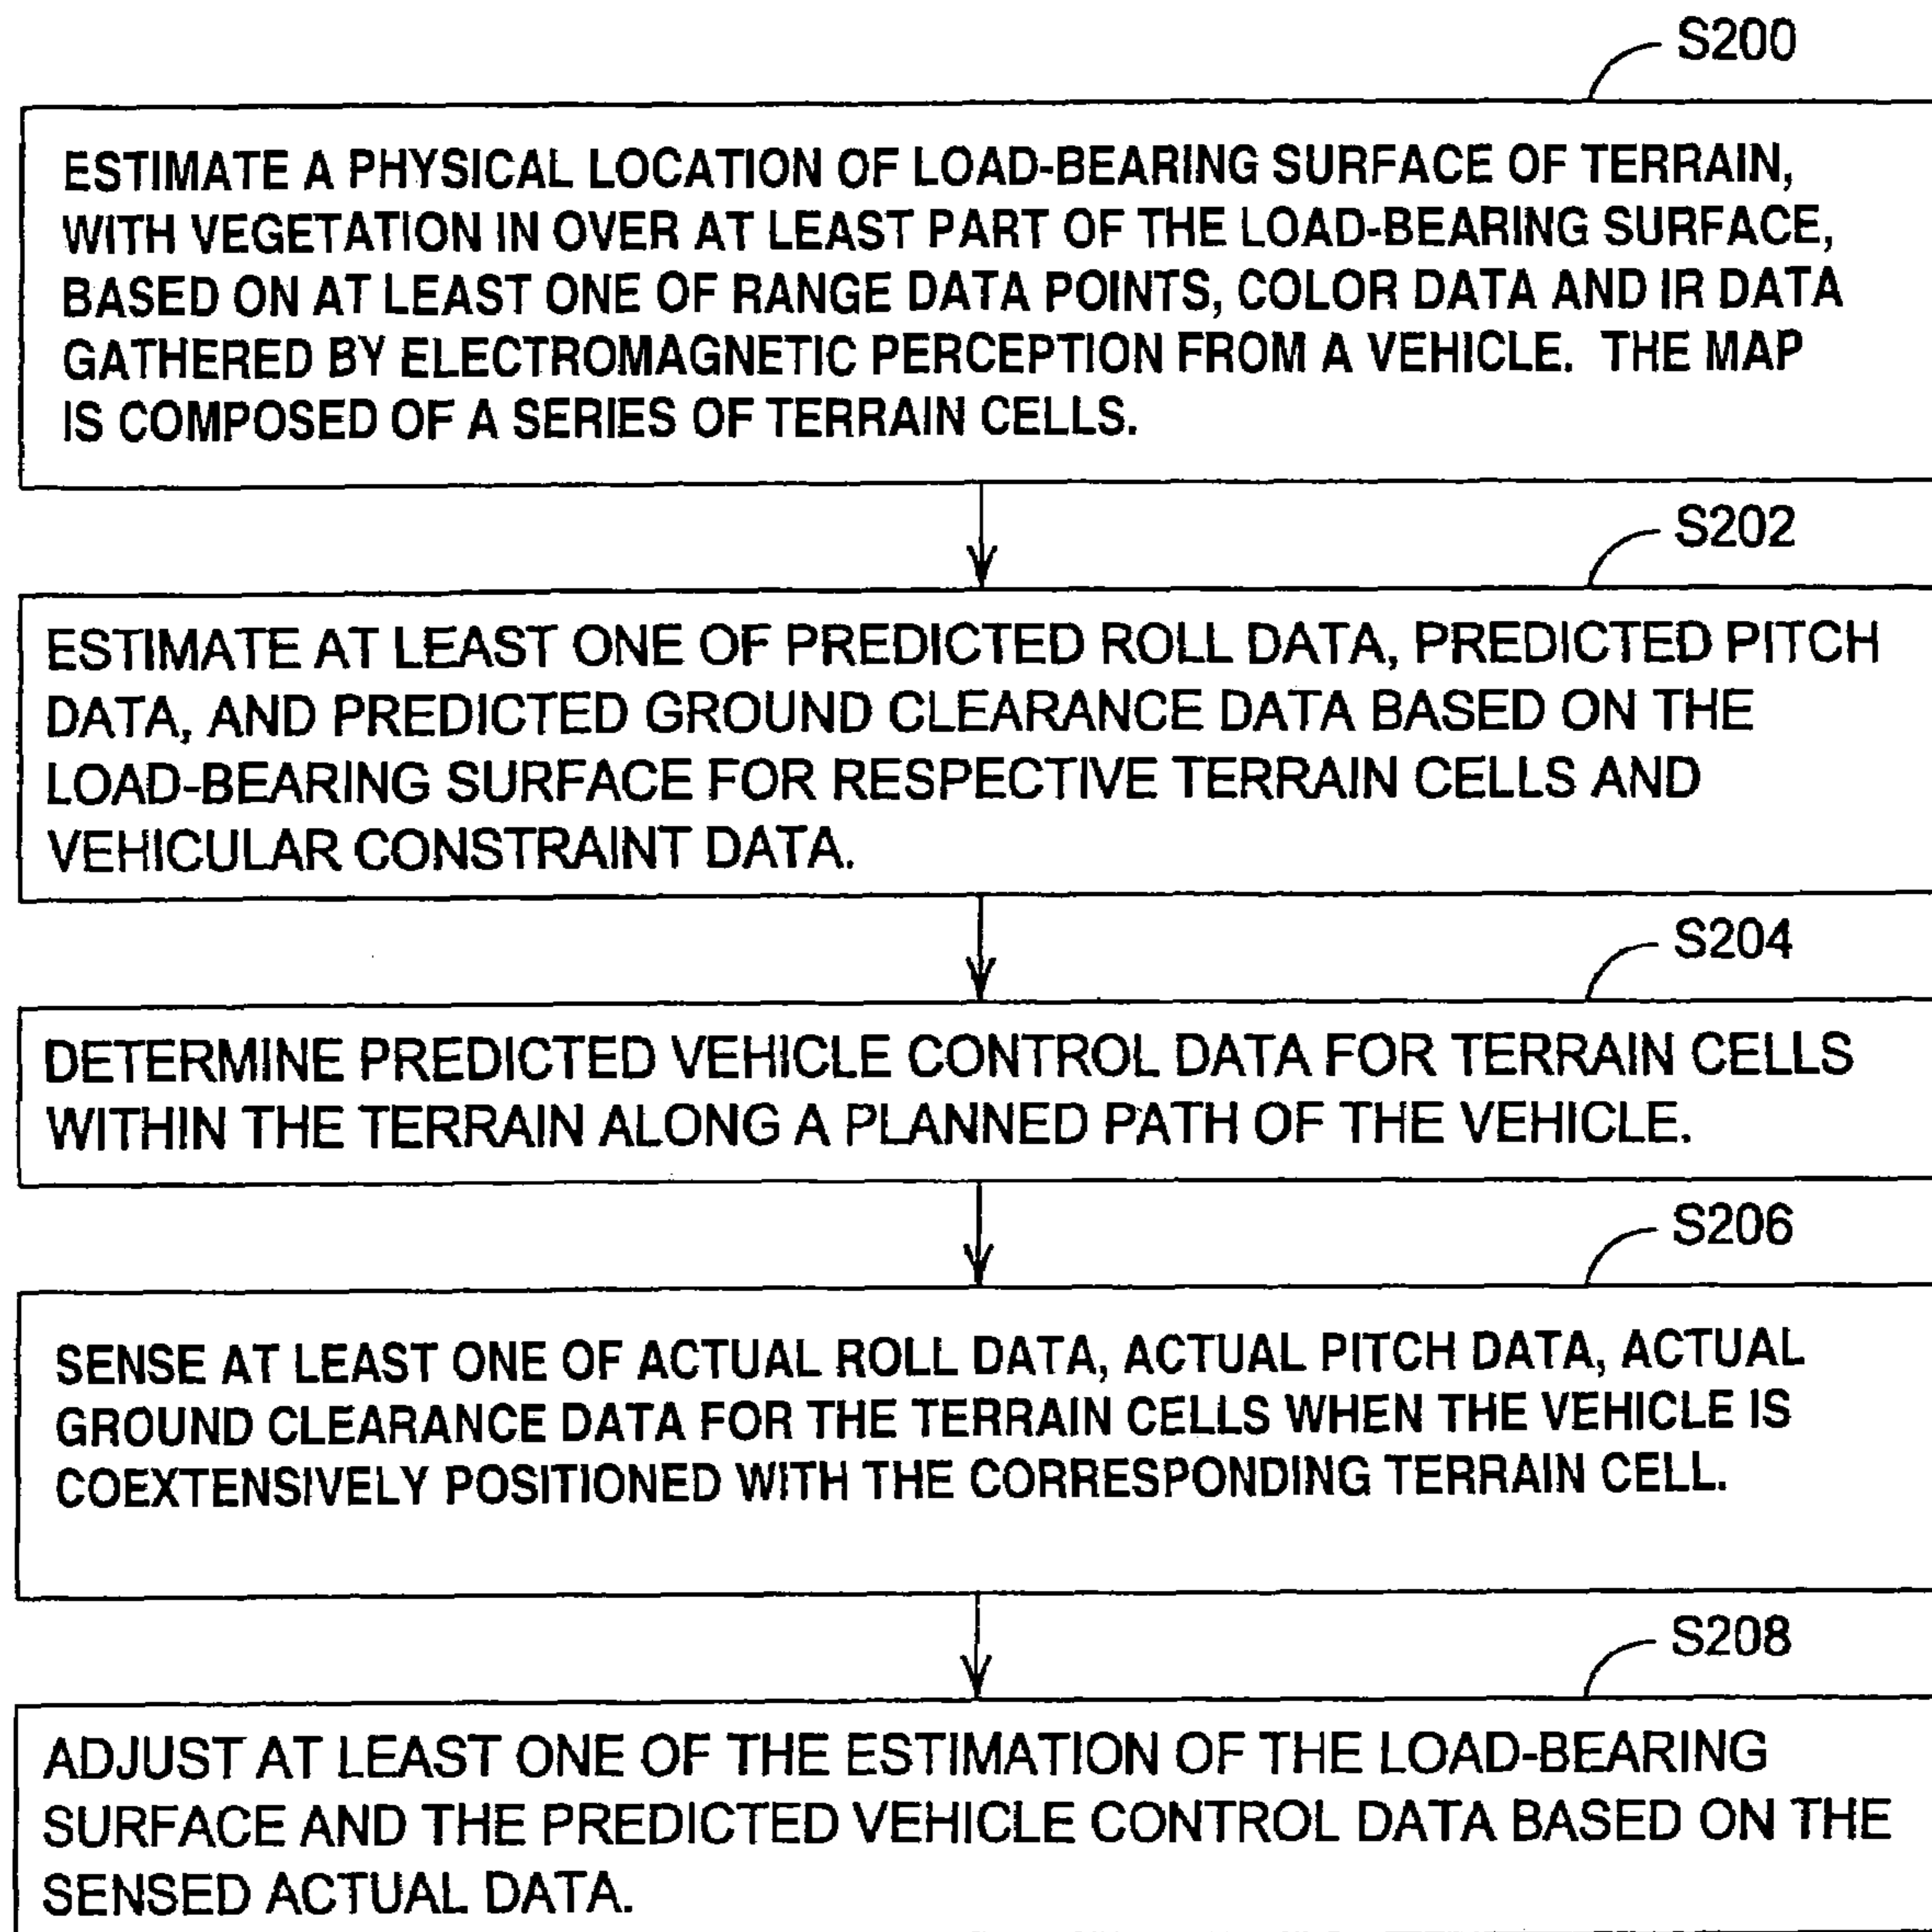 S200
ESTIMATE A PHYSICAL LOCATION OF LOAD-BEARING SURFACE OF TERRAIN,
WITH VEGETATION IN OVER AT LEAST PART OF THE LOAD-BEARING SURFACE,
BASED ON AT LEAST ONE OF RANGE DATA POINTS, COLOR DATA AND IR DATA
GATHERED BY ELECTROMAGNETIC PERCEPTION FROM A VEHICLE. THE MAP
IS COMPOSED OF A SERIES OF TERRAIN CELLS.
S202
ESTIMATE AT LEAST ONE OF PREDICTED ROLL DATA, PREDICTED PITCH
DATA, AND PREDICTED GROUND CLEARANCE DATA BASED ON THE
LOAD-BEARING SURFACE FOR RESPECTIVE TERRAIN CELLS AND
VEHICULAR CONSTRAINT DATA.
S204
DETERMINE PREDICTED VEHICLE CONTROL DATA FOR TERRAIN CELLS
WITHIN THE TERRAIN ALONG A PLANNED PATH OF THE VEHICLE.
S206
SENSE AT LEAST ONE OF ACTUAL ROLL DATA, ACTUAL PITCH DATA, ACTUAL
GROUND CLEARANCE DATA FOR THE TERRAIN CELLS WHEN THE VEHICLE IS
COEXTENSIVELY POSITIONED WITH THE CORRESPONDING TERRAIN CELL.
S208
ADJUST AT LEAST ONE OF THE ESTIMATION OF THE LOAD-BEARING
SURFACE AND THE PREDICTED VEHICLE CONTROL DATA BASED ON THE
SENSED ACTUAL DATA.